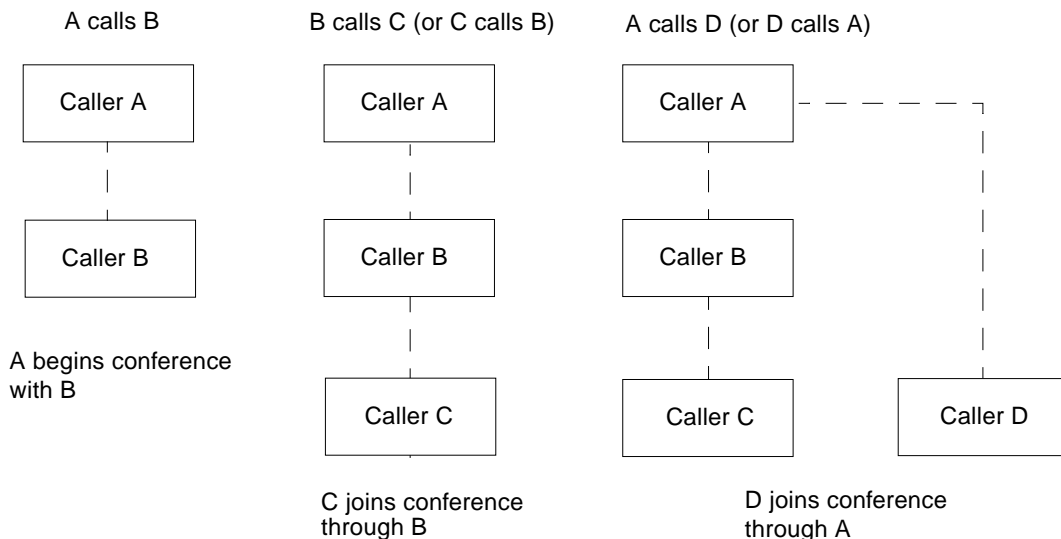 A calls B
Caller A
Caller B
A begins conference
with B
B calls C (or C calls B)
Caller A
Caller B
Caller C
C joins conference
through B
A calls D (or D calls A)
Caller A
Caller B
Caller C
Caller D
D joins conference
through A